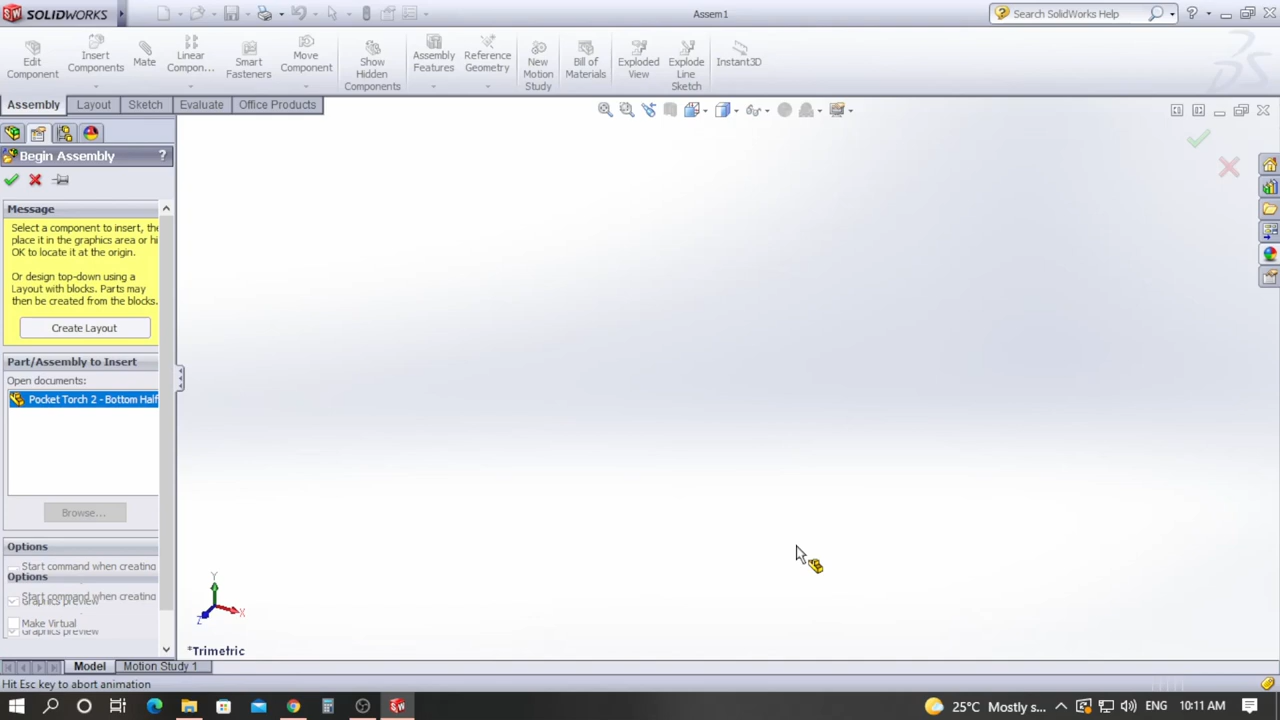 SOLIDWORKS
Assem1
Search SolidWorks Help
Edit Component
Insert Components
Mate
Linear Compon...
Smart Fasteners
Move Component
Show Hidden Components
Assembly Features
Reference Geometry
New Motion Study
Bill of Materials
Exploded View
Explode Line Sketch
Instant3D
Assembly
Layout
Sketch
Evaluate
Office Products
Begin Assembly
?
Message
Select a component to insert, the
place it in the graphics area or hi
OK to locate it at the origin.
Or design top-down using a
Layout with blocks. Parts may
then be created from the blocks.
Create Layout
Part/Assembly to Insert
Open documents:
Pocket Torch 2 - Bottom Half
Browse...
Options
Start command when creating
Options
Start command when creating
Graphics preview
Make Virtual
Graphics preview
Y
X
Z
*Trimetric
Model
Motion Study 1
Hit Esc key to abort animation
25°C Mostly s...
ENG
10:11 AM